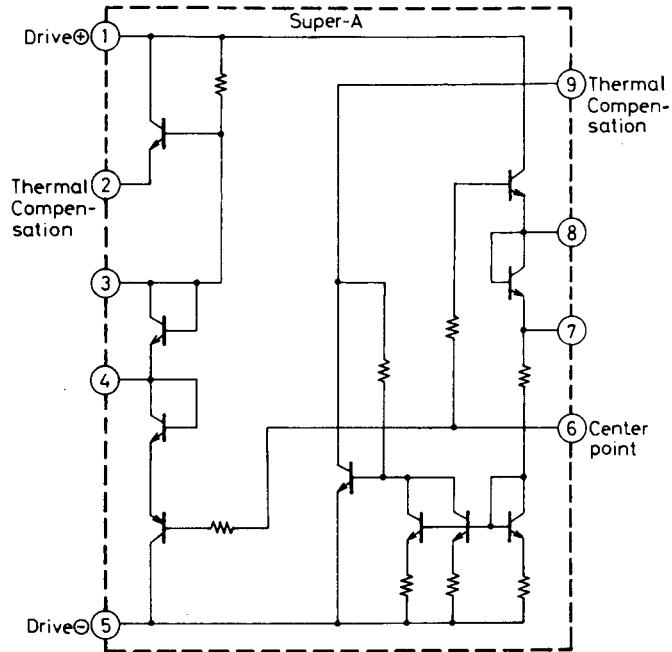 Super-A
Drive⊕ 1
9 Thermal
Compen-
sation
2
Thermal
Compen-
sation
8
3
7
4
6 Center
point
Drive⊖ 5